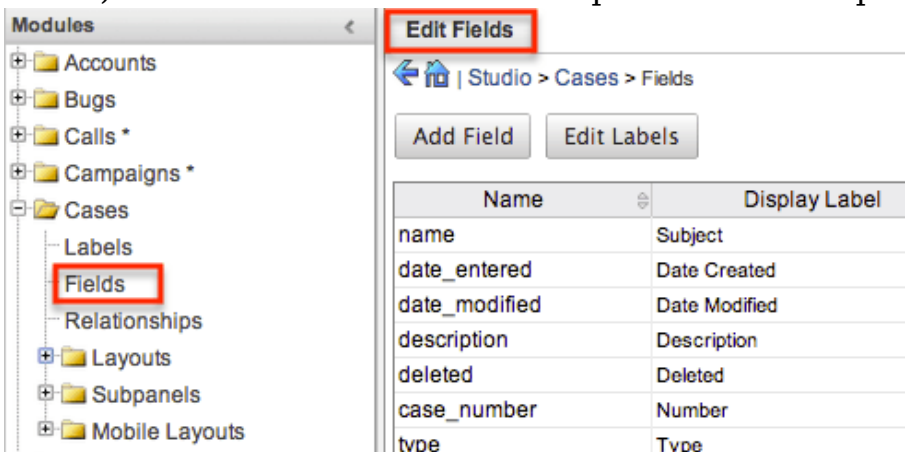 Modules <
Accounts
Bugs
Calls *
Campaigns *
Cases
Labels
Fields
Relationships
Layouts
Subpanels
Mobile Layouts
Edit Fields
| Studio > Cases > Fields
Add Field Edit Labels
Name Display Label
name Subject
date_entered Date Created
date_modified Date Modified
description Description
deleted Deleted
case_number Number
type Type